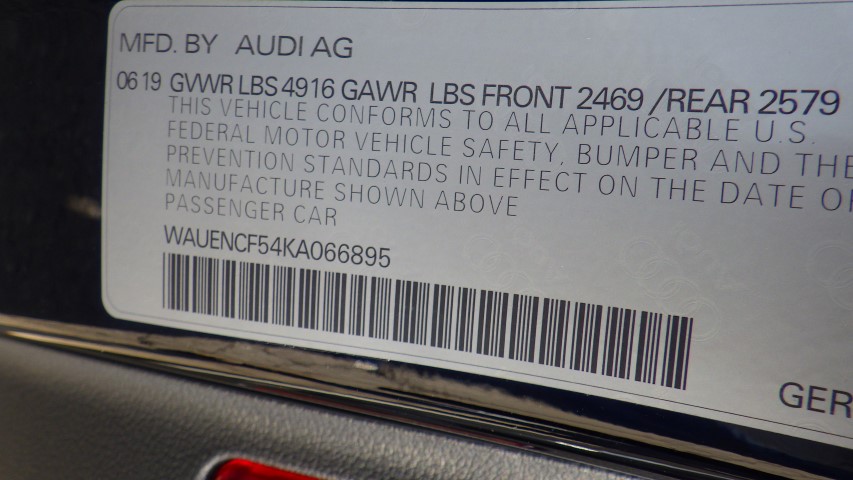 MFD. BY AUDI AG
06 19 GVWR LBS 4916 GAWR LBS FRONT 2469 /REAR 2579
THIS VEHICLE CONFORMS TO ALL APPLICABLE U.S.
FEDERAL MOTOR VEHICLE SAFETY, BUMPER AND THE
PREVENTION STANDARDS IN EFFECT ON THE DATE O
MANUFACTURE SHOWN ABOVE
PASSENGER CAR
WAUENCF54KA066895
GER